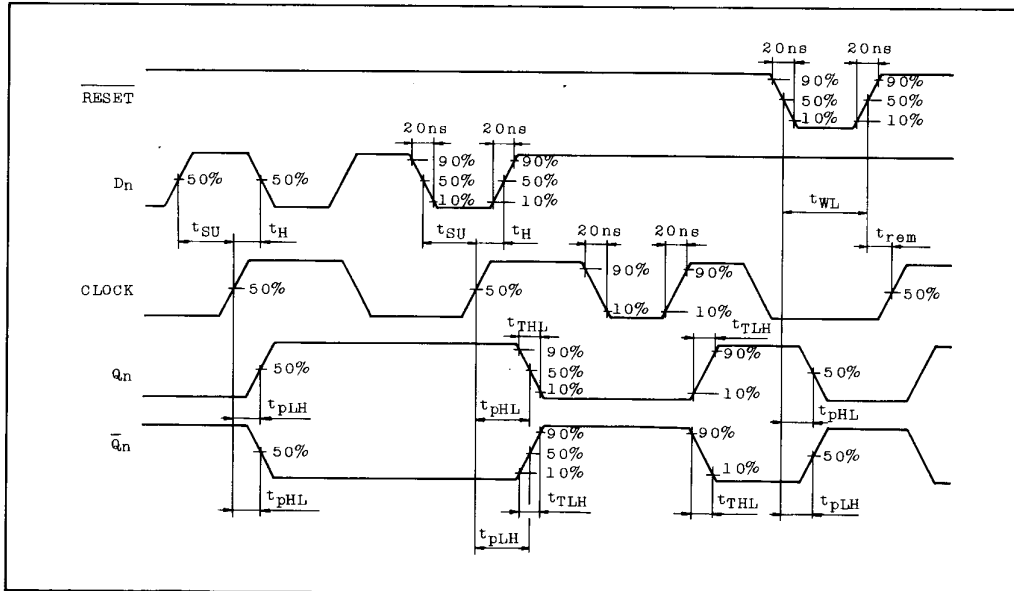 20ns 20ns
RESET
90% 90%
50% 50%
10% 10%
20ns 20ns
Dn
50% 50%
90% 90%
50% 50%
10% 10%
tSU tH tSU tH
tWL
trem
20ns 20ns
CLOCK
50% 50%
90% 90%
10% 10%
50%
tTHL tTLH
Qn
50%
90%
50%
10%
90%
10%
50%
tpLH tpHL tpHL
Q̅n
50%
90%
50%
10%
90%
10%
50%
tpHL tTLH tTHL tpLH
tpLH